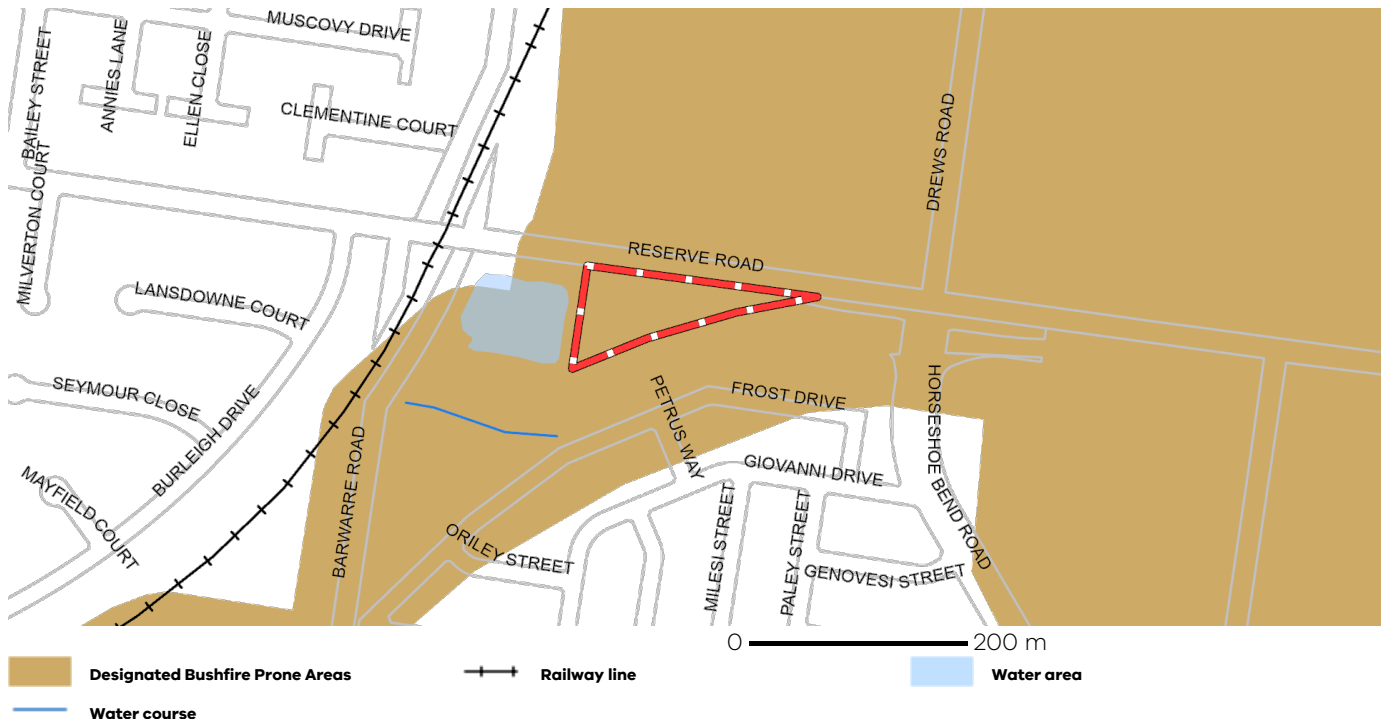 MUSCOVY DRIVE
BAILEY STREET
ANNIES LANE
ELLEN CLOSE
CLEMENTINE COURT
DREWS ROAD
MILVERTON COURT
RESERVE ROAD
LANSDOWNE COURT
SEYMOUR CLOSE
BURLEIGH DRIVE
PETRUS WAY
FROST DRIVE
HORSESHOE BEND ROAD
MAYFIELD COURT
BARWARRE ROAD
GIOVANNI DRIVE
ORILEY STREET
MILESI STREET
PALEY STREET
GENOVESI STREET
0 200 m
Designated Bushfire Prone Areas
Railway line
Water area
Water course